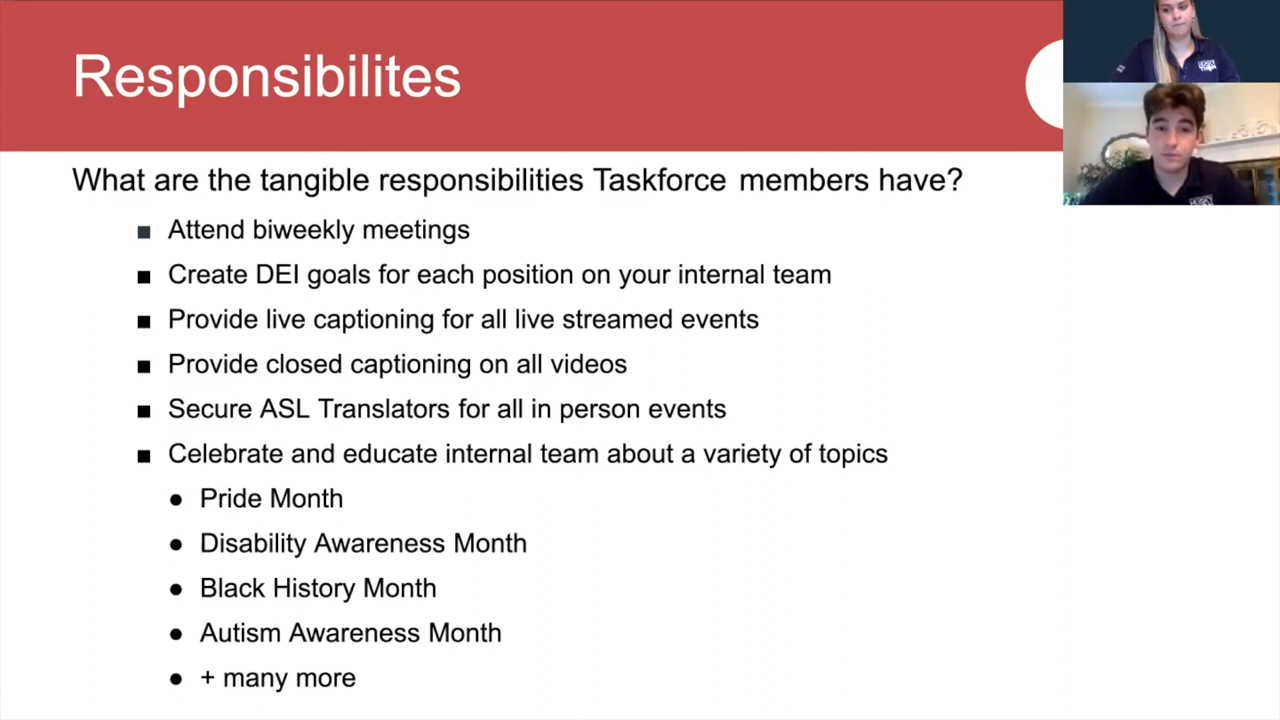 Responsibilites
What are the tangible responsibilities Taskforce members have?
Attend biweekly meetings
Create DEI goals for each position on your internal team
Provide live captioning for all live streamed events
Provide closed captioning on all videos
Secure ASL Translators for all in person events
Celebrate and educate internal team about a variety of topics
Pride Month
Disability Awareness Month
Black History Month
Autism Awareness Month
+ many more